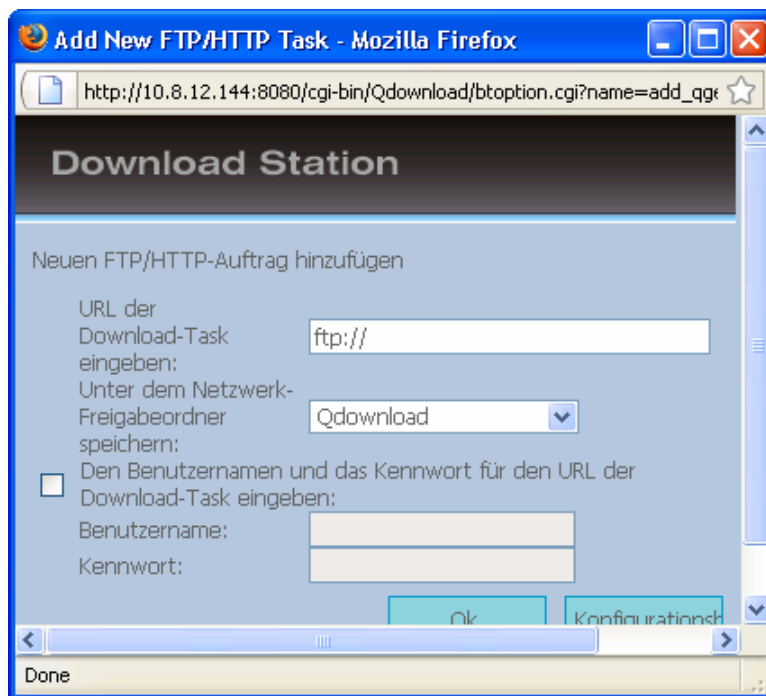 Add New FTP/HTTP Task - Mozilla Firefox
http://10.8.12.144:8080/cgi-bin/Qdownload/btoption.cgi?name=add_qge
Download Station
Neuen FTP/HTTP-Auftrag hinzufügen
URL der
Download-Task
eingeben:
ftp://
Unter dem Netzwerk-
Freigabeordner
speichern:
Qdownload
Den Benutzernamen und das Kennwort für den URL der
Download-Task eingeben:
Benutzername:
Kennwort:
Ok
Done